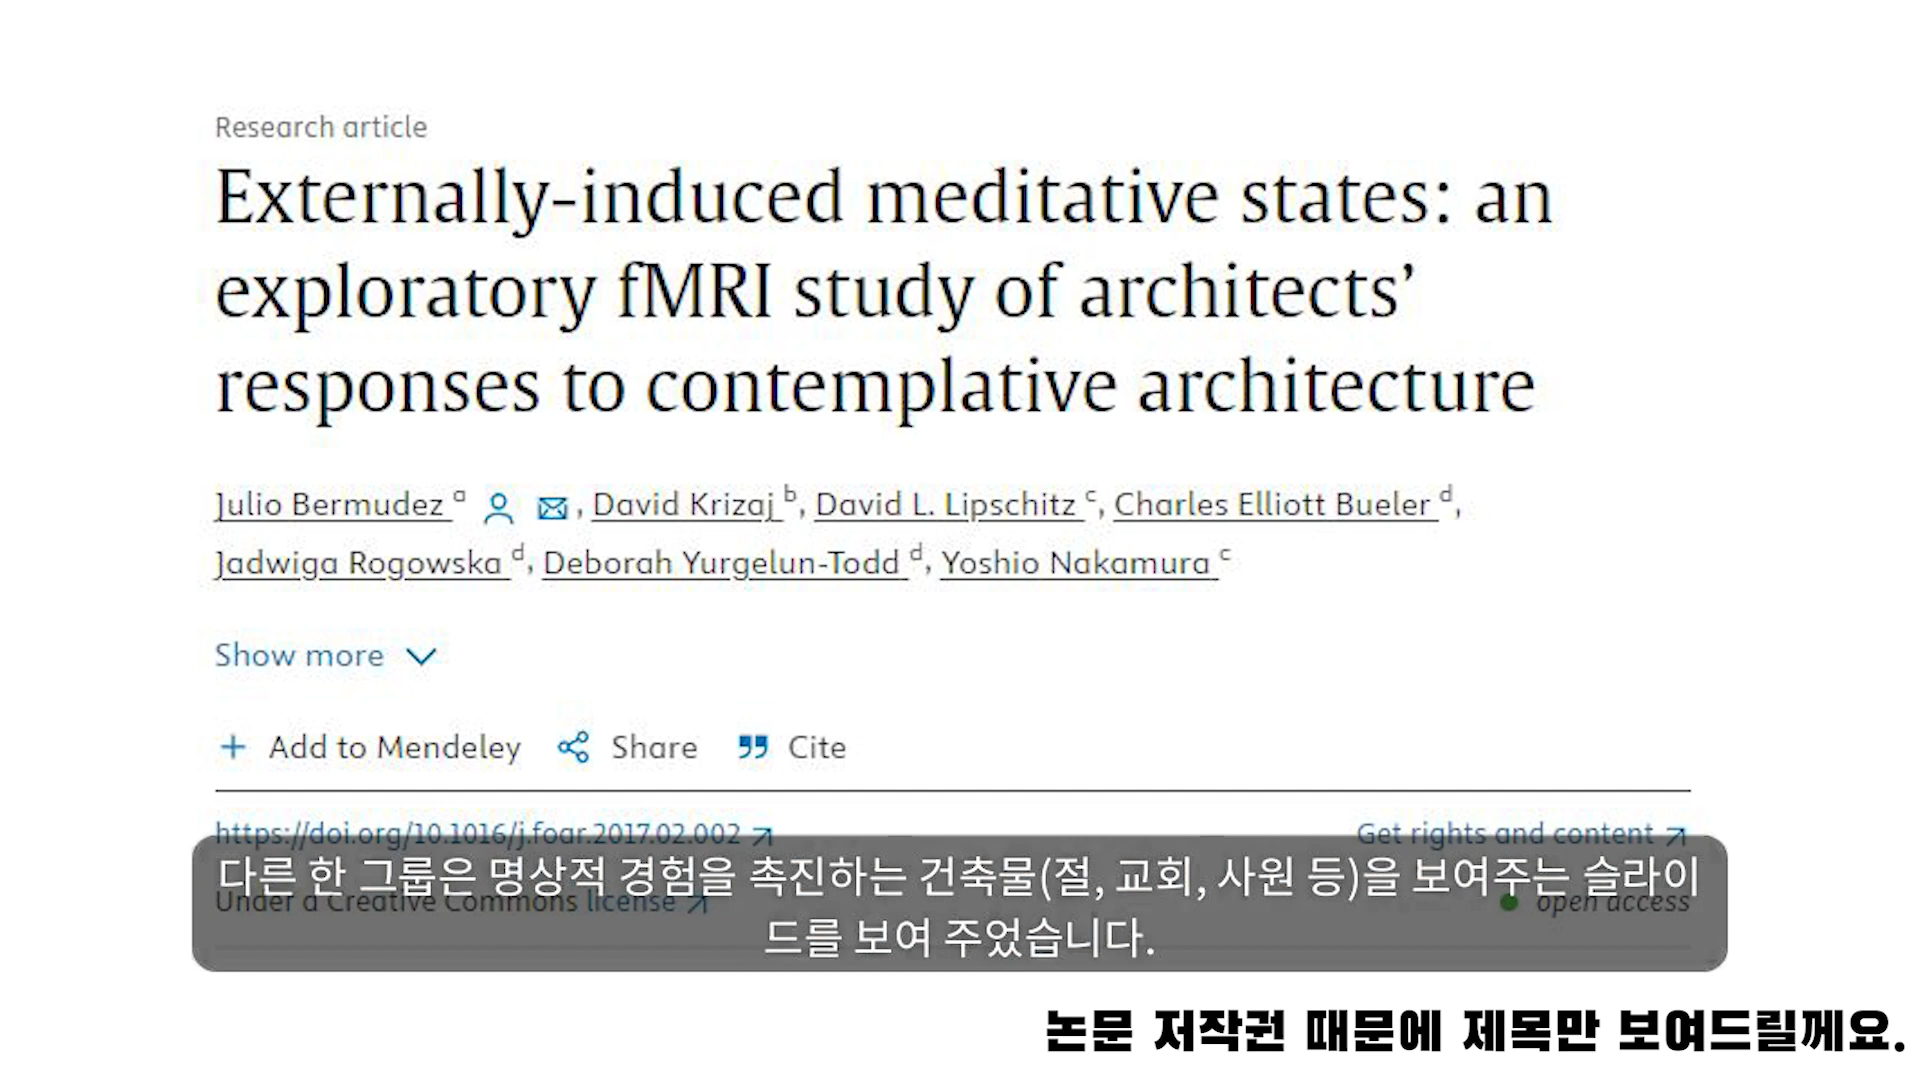 Research article
Externally-induced meditative states: an
exploratory fMRI study of architects’
responses to contemplative architecture
Julio Bermudez a, David Krizaj b, David L. Lipschitz c, Charles Elliott Bueler d,
Jadwiga Rogowska d, Deborah Yurgelun-Todd d, Yoshio Nakamura c
Show more
+ Add to Mendeley Share Cite
https://doi.org/10.1016/j.foar.2017.02.002 Get rights and content
다른 한 그룹은 명상적 경험을 촉진하는 건축물(절, 교회, 사원 등)을 보여주는 슬라이
Under a Creative Commons license open access
드를 보여 주었습니다.
논문 저작권 때문에 제목만 보여드릴께요.